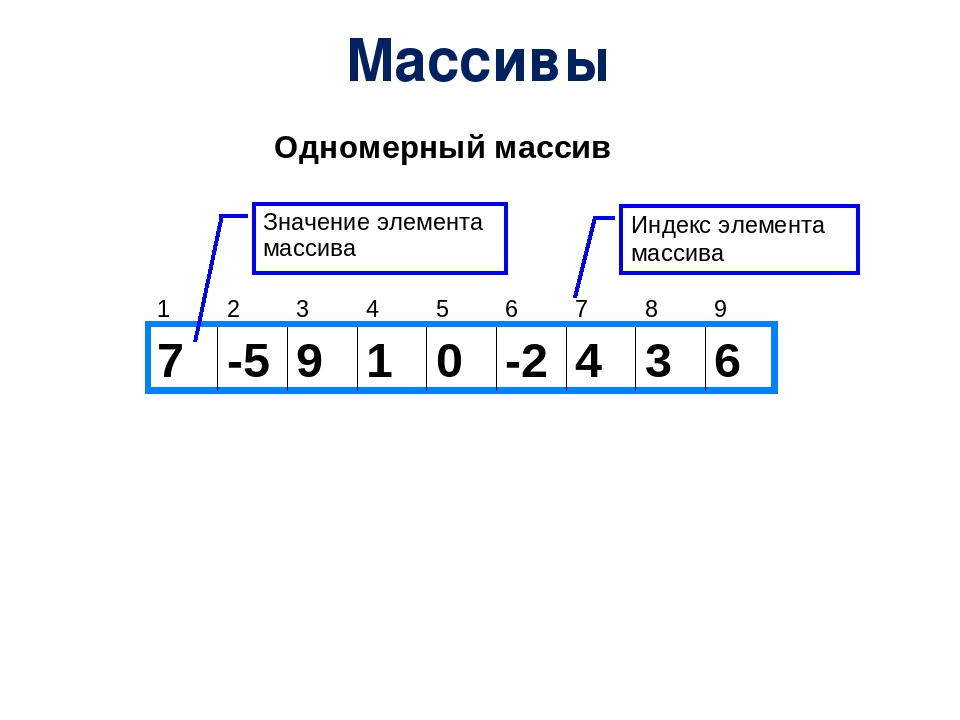 Массивы
Одномерный массив
Значение элемента
массива
Индекс элемента
массива
1 2 3 4 5 6 7 8 9
7 -5 9 1 0 -2 4 3 6